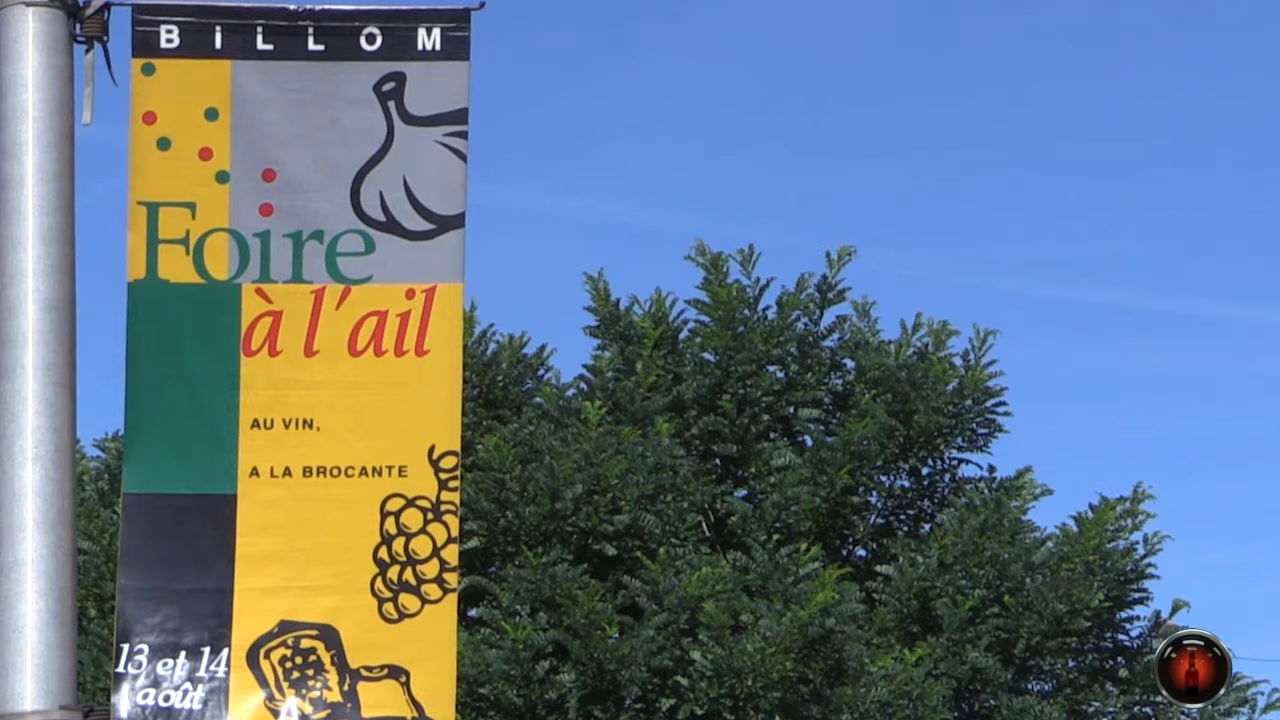 BiLLOM
Foire
à l'ail
AU VIN,
A LA BROCANTE
13 et 14
août